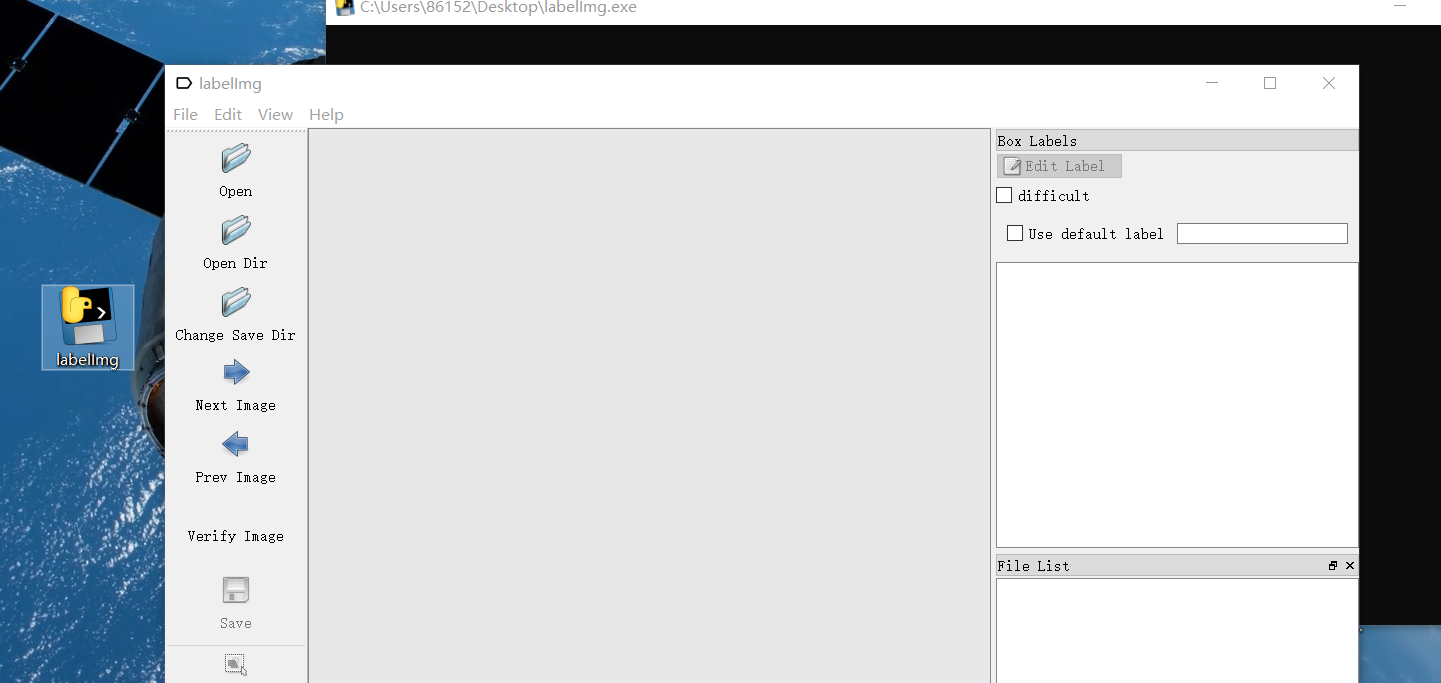 C:\Users\86152\Desktop\labelImg.exe
labelImg
File Edit View Help
Open
Open Dir
Change Save Dir
Next Image
Prev Image
Verify Image
Save
Box Labels
Edit Label
difficult
Use default label
File List
labelImg